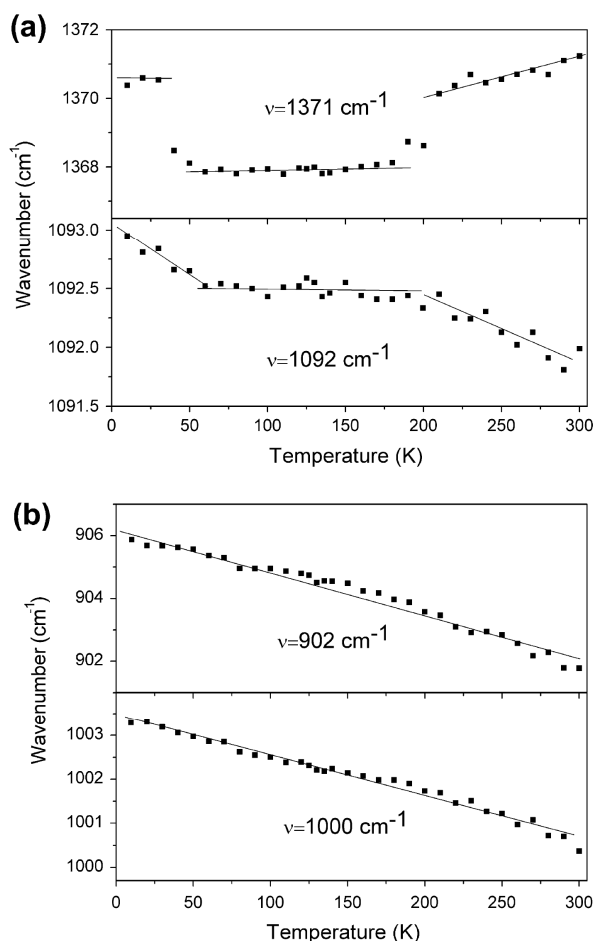 (a)
1372
1370
1368
ν=1371 cm-1
Wavenumber (cm-1)
1093.0
1092.5
1092.0
1091.5
ν=1092 cm-1
0 50 100 150 200 250 300
Temperature (K)
(b)
906
904
902
ν=902 cm-1
Wavenumber (cm-1)
1003
1002
1001
1000
ν=1000 cm-1
0 50 100 150 200 250 300
Temperature (K)